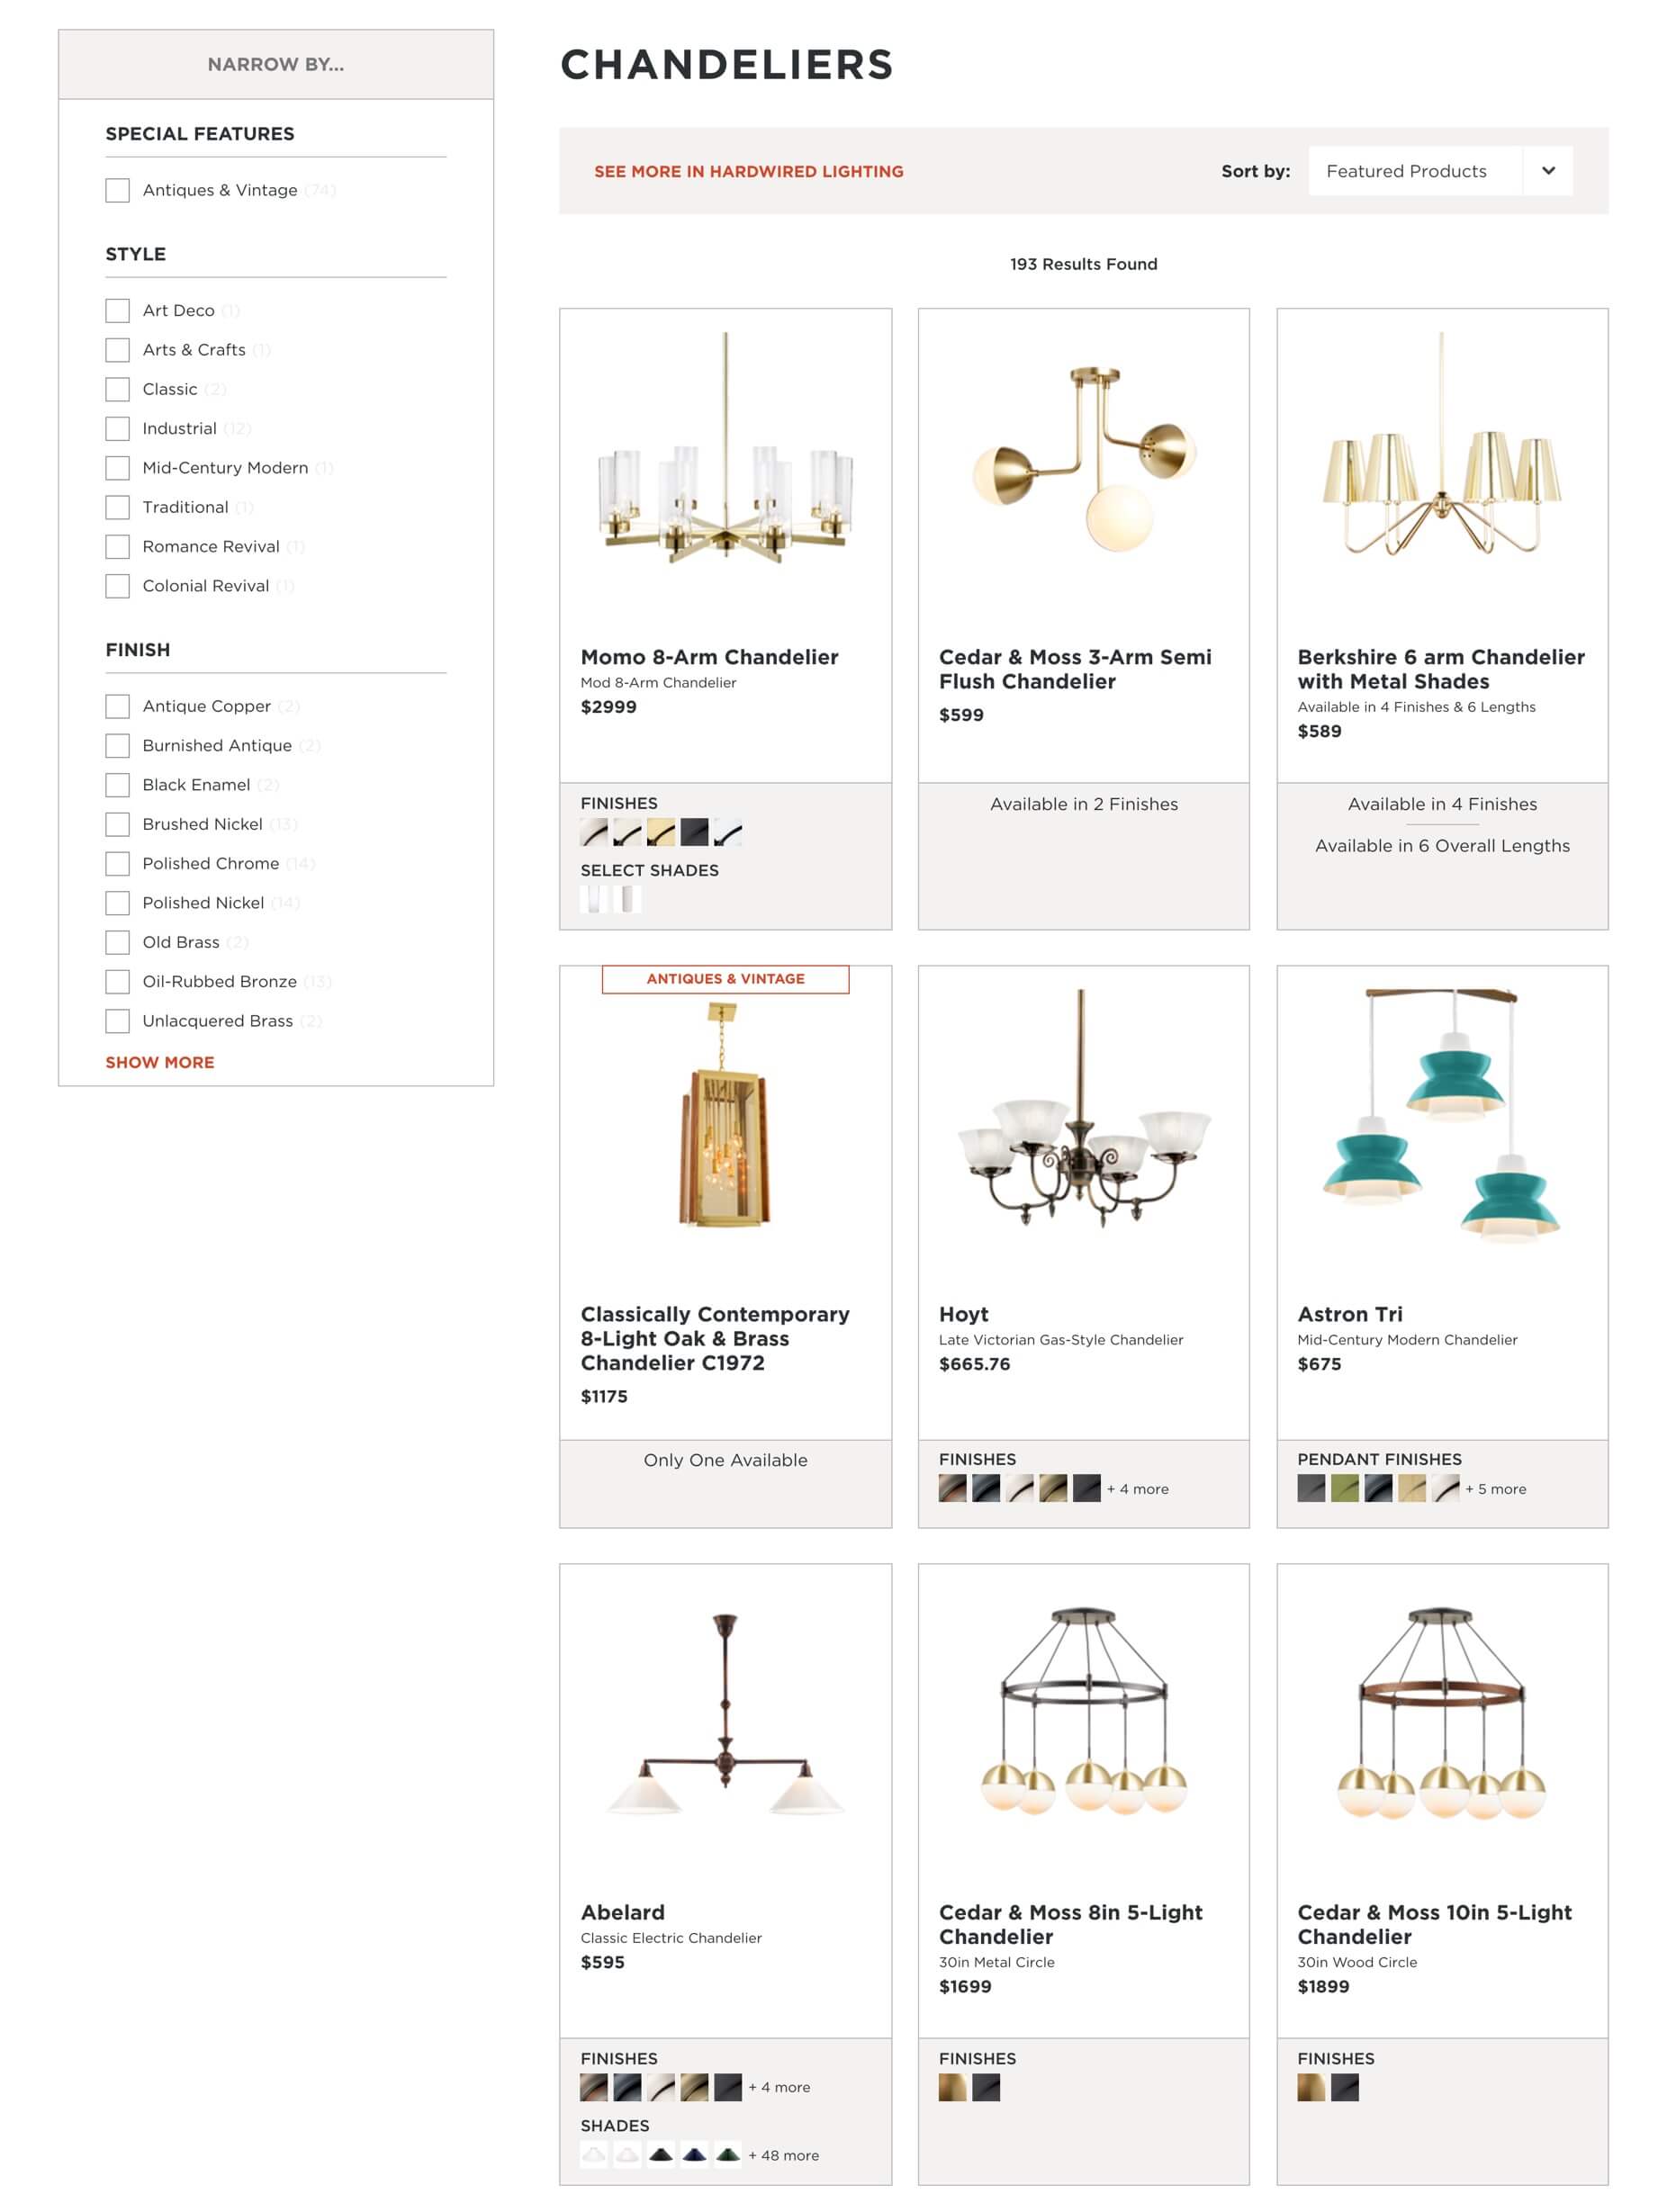 NARROW BY...
SPECIAL FEATURES
Antiques & Vintage (74)
STYLE
Art Deco (1)
Arts & Crafts (1)
Classic (2)
Industrial (12)
Mid-Century Modern (1)
Traditional (1)
Romance Revival (1)
Colonial Revival (1)
FINISH
Antique Copper (2)
Burnished Antique (2)
Black Enamel (2)
Brushed Nickel (13)
Polished Chrome (14)
Polished Nickel (14)
Old Brass (2)
Oil-Rubbed Bronze (13)
Unlacquered Brass (2)
SHOW MORE
CHANDELIERS
SEE MORE IN HARDWIRED LIGHTING
Sort by:
Featured Products
193 Results Found
Momo 8-Arm Chandelier
Mod 8-Arm Chandelier
$2999
FINISHES
SELECT SHADES
Cedar & Moss 3-Arm Semi
Flush Chandelier
$599
Available in 2 Finishes
Berkshire 6 arm Chandelier
with Metal Shades
Available in 4 Finishes & 6 Lengths
$589
Available in 4 Finishes
Available in 6 Overall Lengths
ANTIQUES & VINTAGE
Classically Contemporary
8-Light Oak & Brass
Chandelier C1972
$1175
Only One Available
Hoyt
Late Victorian Gas-Style Chandelier
$665.76
FINISHES
+ 4 more
Astron Tri
Mid-Century Modern Chandelier
$675
PENDANT FINISHES
+ 5 more
Abelard
Classic Electric Chandelier
$595
FINISHES
+ 4 more
SHADES
+ 48 more
Cedar & Moss 8in 5-Light
Chandelier
30in Metal Circle
$1699
FINISHES
Cedar & Moss 10in 5-Light
Chandelier
30in Wood Circle
$1899
FINISHES